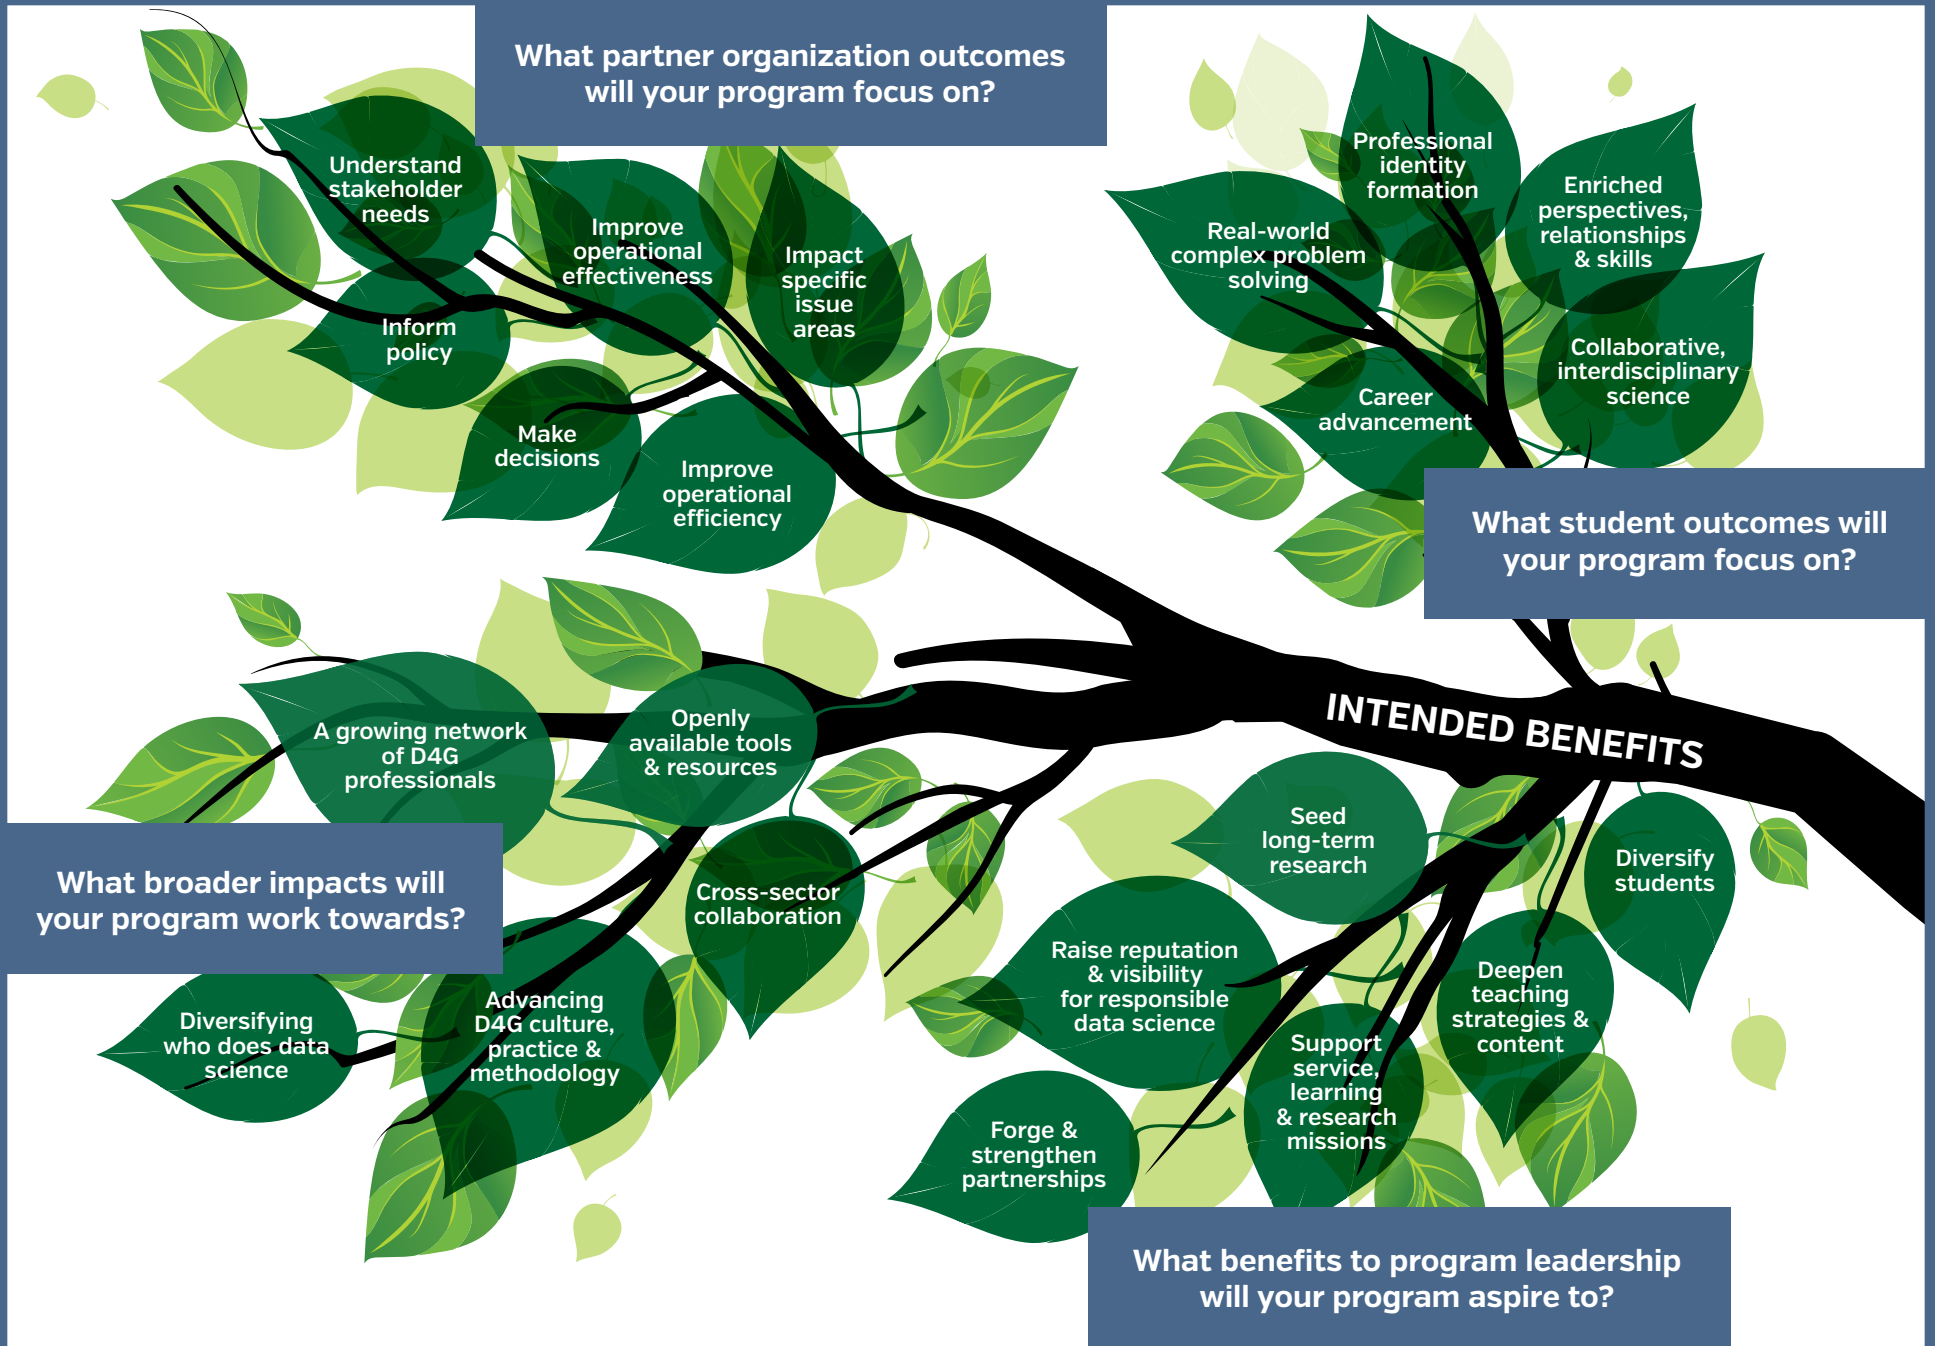 What partner organization outcomes
will your program focus on?
Understand
stakeholder
needs
Improve
operational
effectiveness
Impact
specific
issue
areas
Inform
policy
Make
decisions
Improve
operational
efficiency
Professional
identity
formation
Enriched
perspectives,
relationships
& skills
Real-world
complex problem
solving
Collaborative,
interdisciplinary
science
Career
advancement
What student outcomes will
your program focus on?
INTENDED BENEFITS
A growing network
of D4G
professionals
Openly
available tools
& resources
What broader impacts will
your program work towards?
Cross-sector
collaboration
Advancing
D4G culture,
practice &
methodology
Diversifying
who does data
science
Seed
long-term
research
Diversify
students
Raise reputation
& visibility
for responsible
data science
Deepen
teaching
strategies &
content
Support
service,
learning
& research
missions
Forge &
strengthen
partnerships
What benefits to program leadership
will your program aspire to?